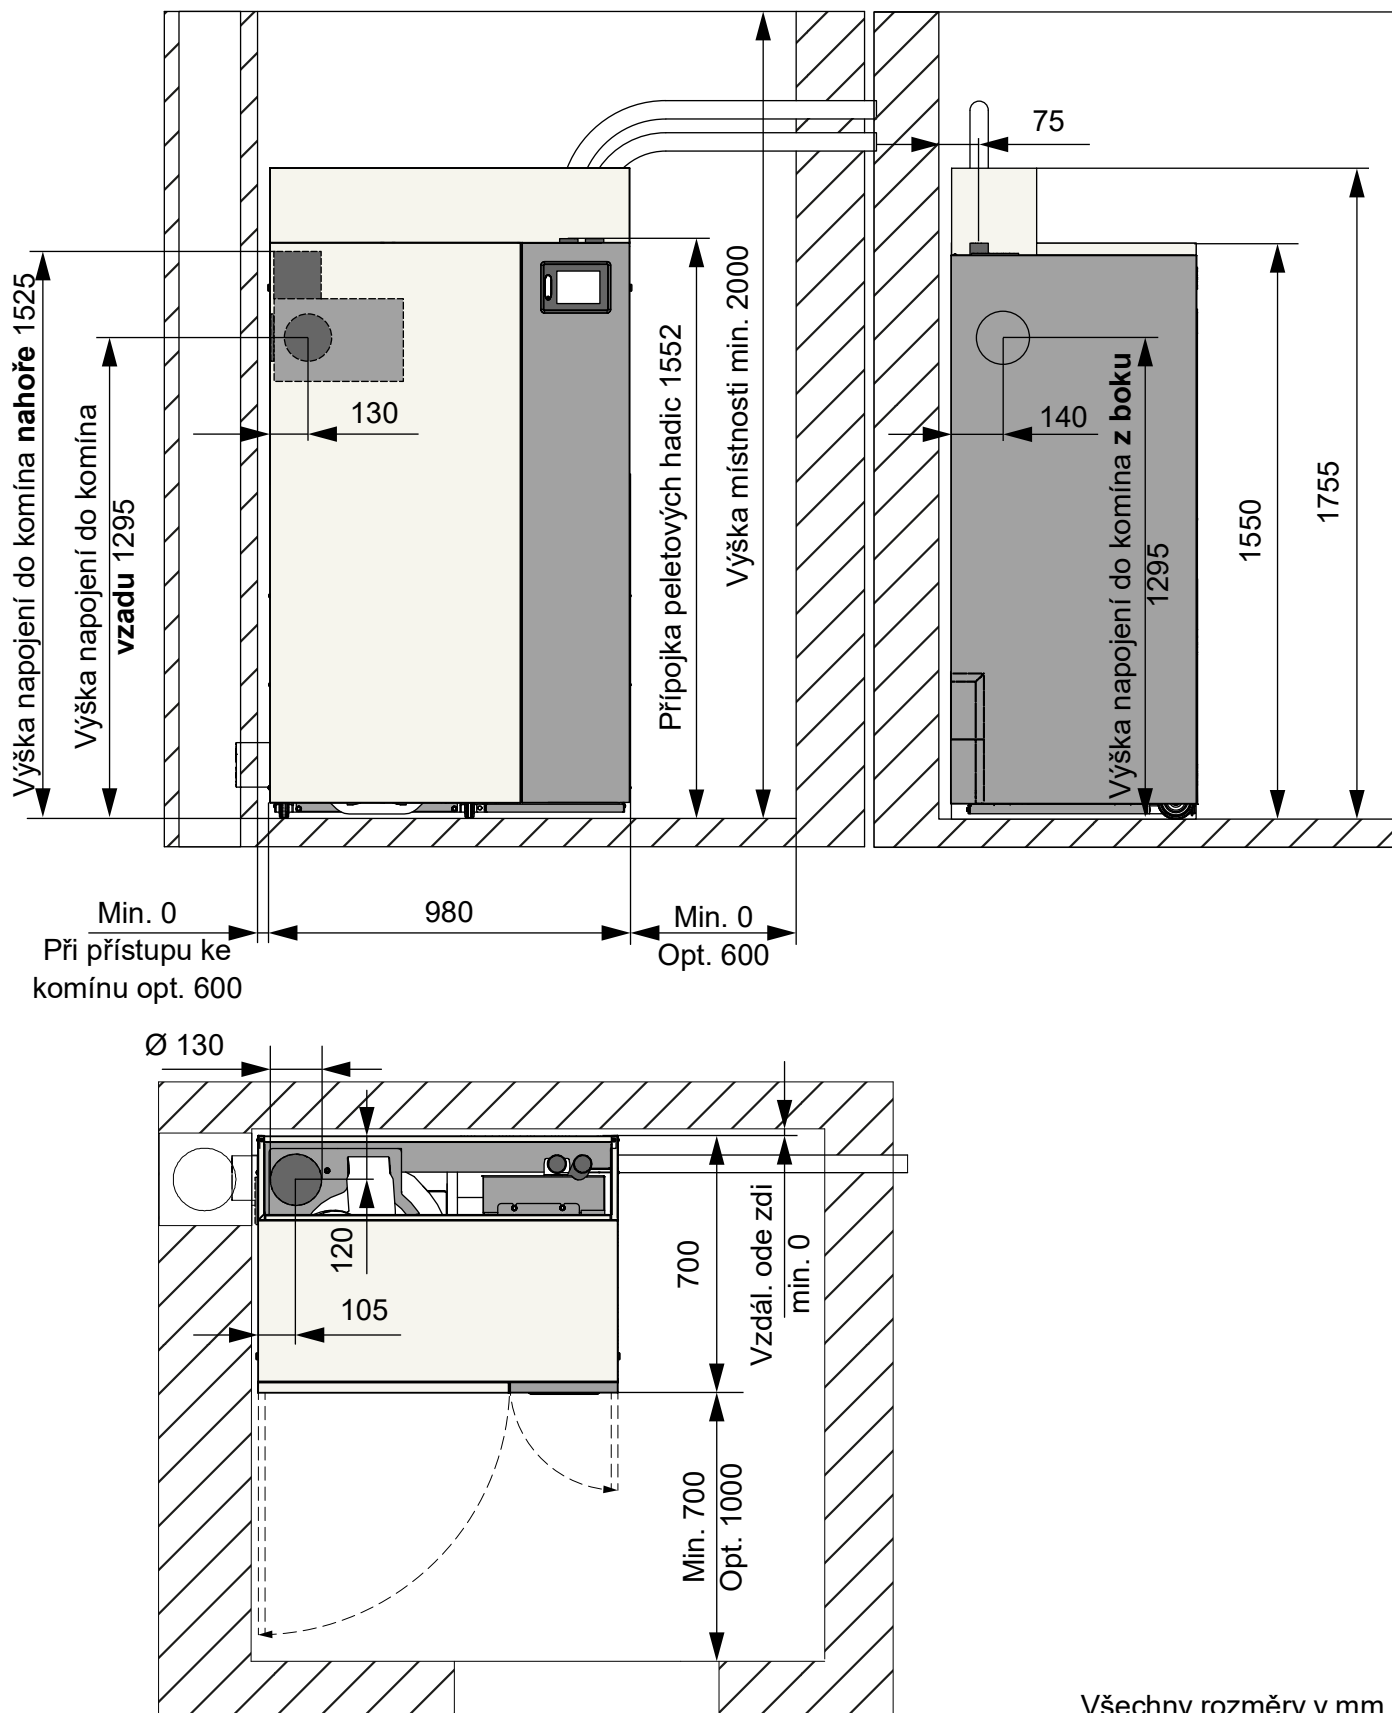 75
Výška napojení do komína nahoře 1525
Výška napojení do komína
vzadu 1295
130
Přípojka peletových hadic 1552
Výška místnosti min. 2000
140
Výška napojení do komína z boku
1295
1550
1755
Min. 0
Při přístupu ke
komínu opt. 600
980
Min. 0
Opt. 600
Ø 130
120
105
700
Vzdál. ode zdi
min. 0
Min. 700
Opt. 1000
Všechny rozměry v mm